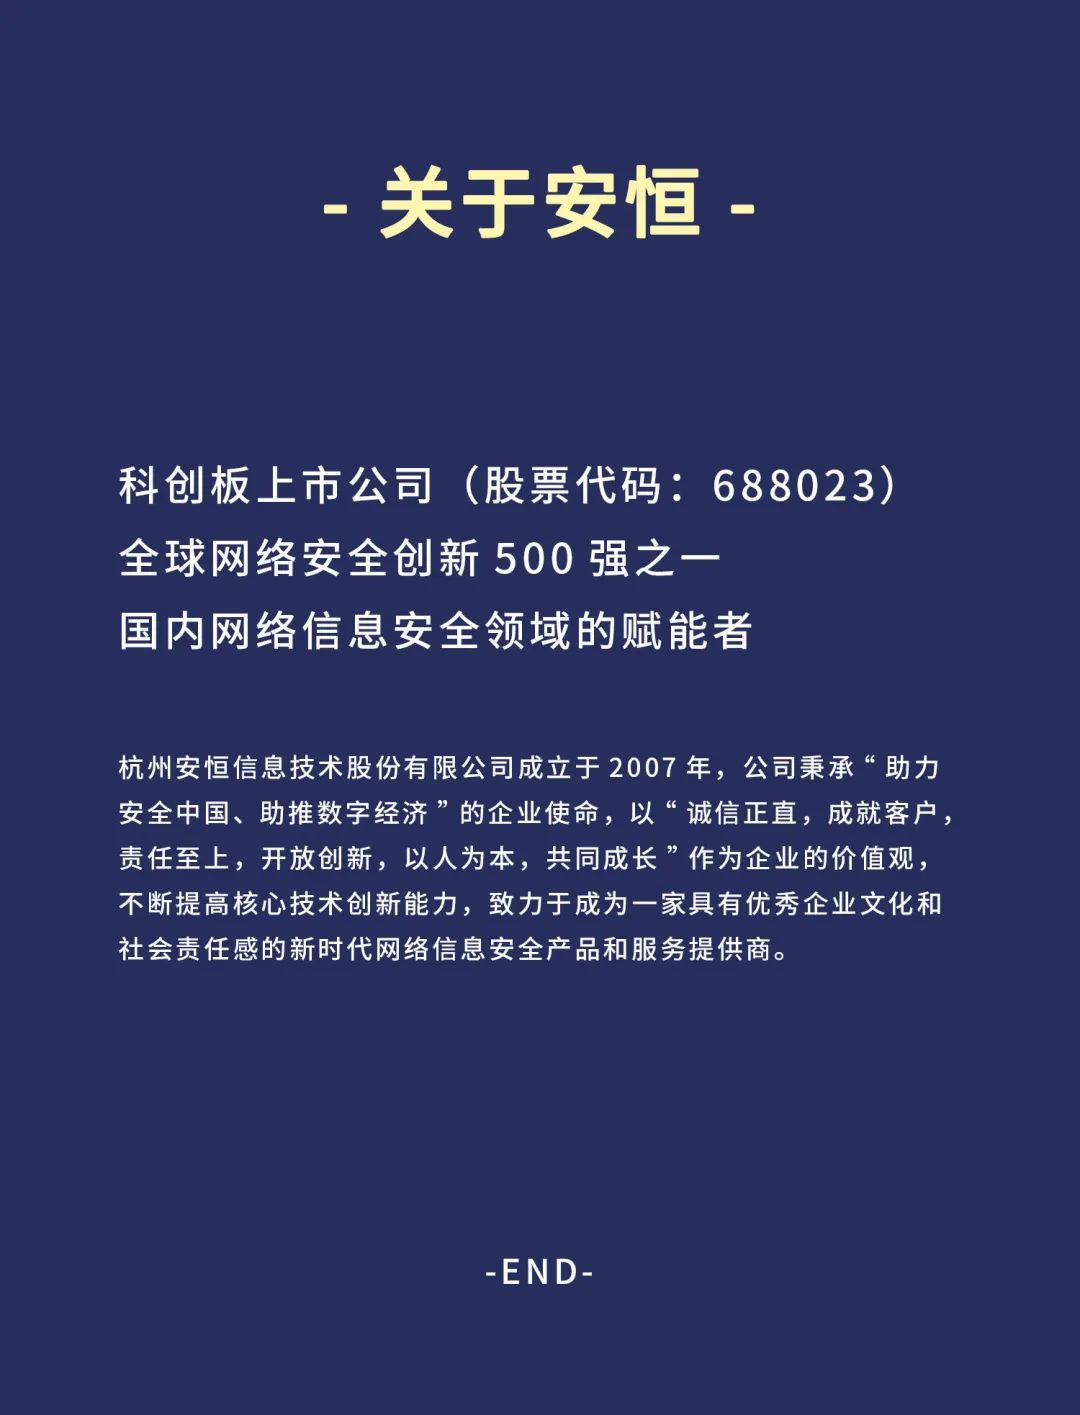 - 关于安恒 -
科创板上市公司（股票代码：688023）
全球网络安全创新 500 强之一
国内网络信息安全领域的赋能者
杭州安恒信息技术股份有限公司成立于 2007 年，公司秉承“ 助力
安全中国、助推数字经济 ”的企业使命，以“ 诚信正直，成就客户，
责任至上，开放创新，以人为本，共同成长 ”作为企业的价值观，
不断提高核心技术创新能力，致力于成为一家具有优秀企业文化和
社会责任感的新时代网络信息安全产品和服务提供商。
-END-